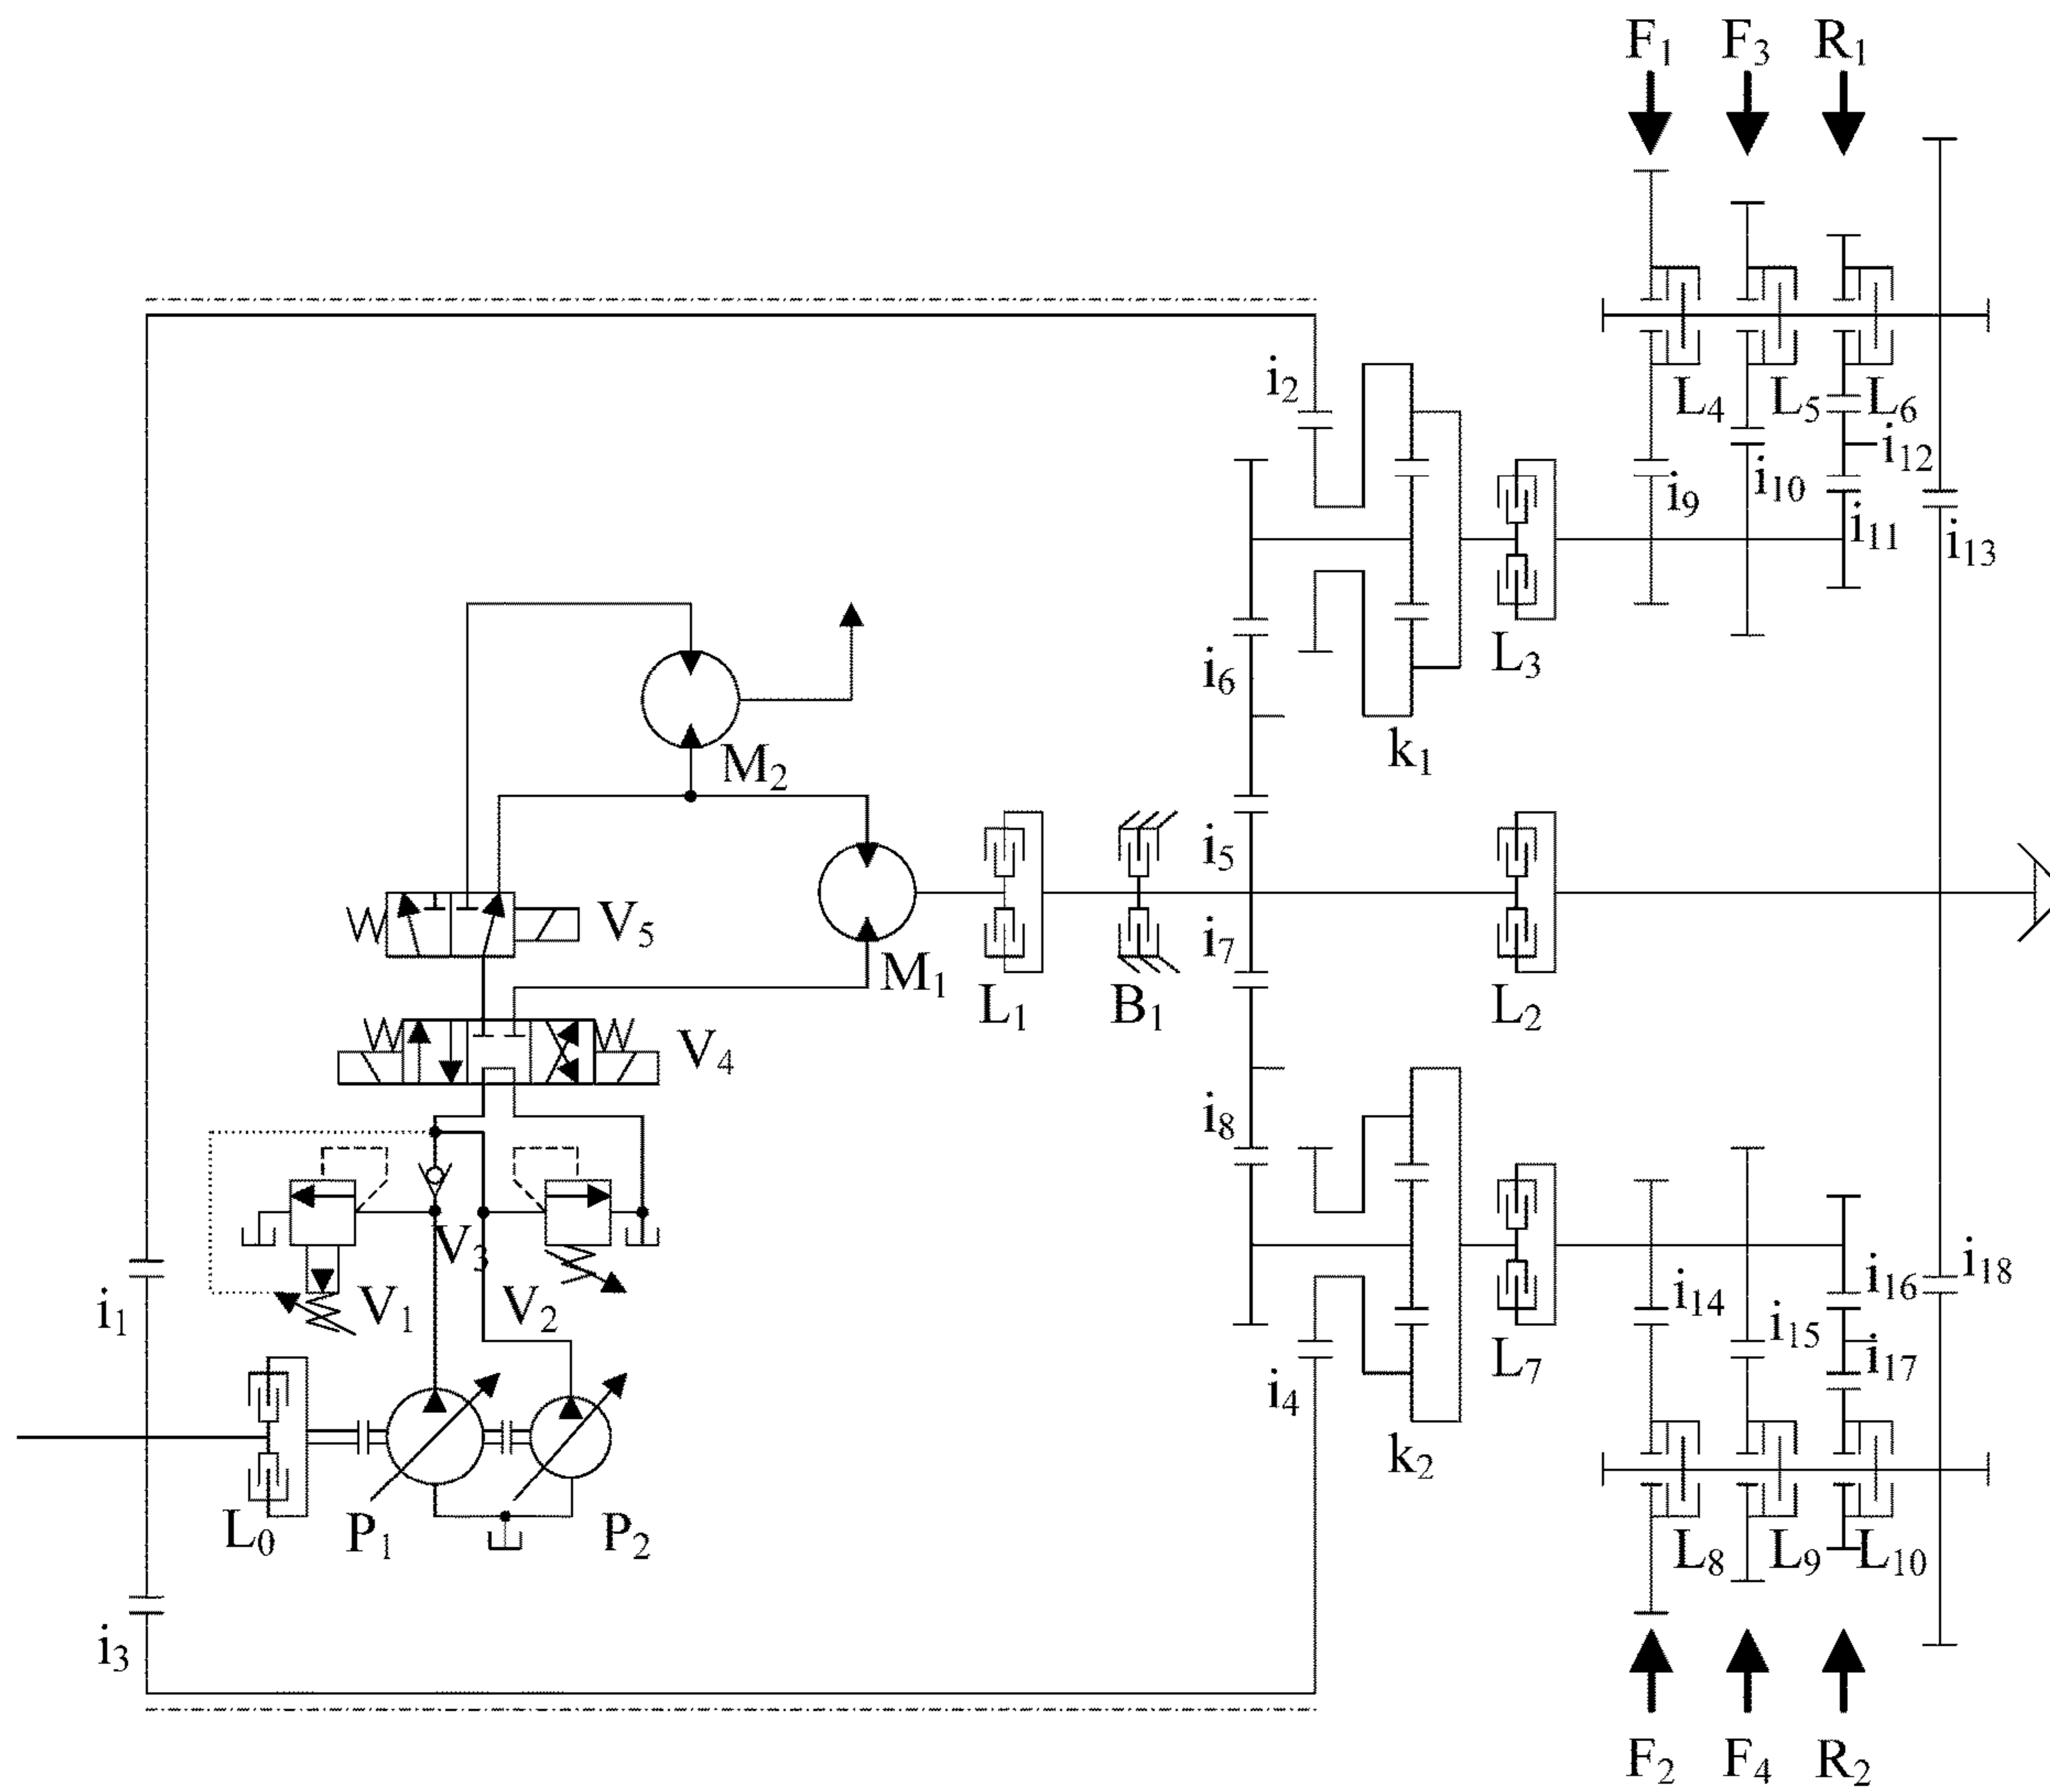 F₁ F₃ R₁
i₂
L₄ L₅ L₆
i₁₂
i₉ i₁₀
i₁₁ i₁₃
i₆ L₃
k₁
M₂
i₅
V₅ i₇
M₁ L₁ B₁ L₂
V₄
i₈
V₃
i₁ V₁ V₂ i₁₄ i₁₆ i₁₈
i₁₅
i₄ L₇ i₁₇
k₂
L₀ P₁ P₂ L₈ L₉ L₁₀
i₃
F₂ F₄ R₂